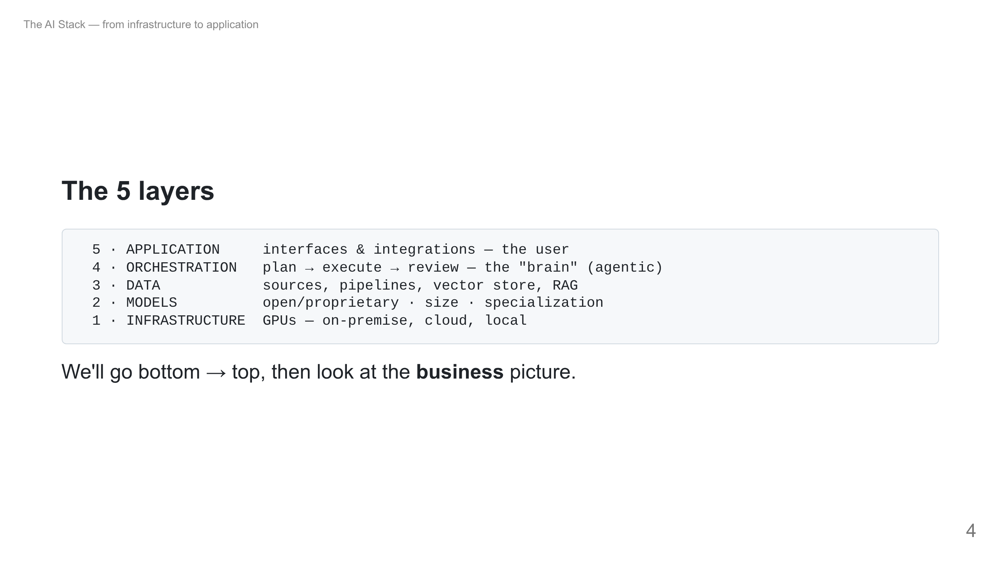 The AI Stack — from infrastructure to application
The 5 layers
5 · APPLICATION     interfaces & integrations — the user
4 · ORCHESTRATION   plan → execute → review — the "brain" (agentic)
3 · DATA            sources, pipelines, vector store, RAG
2 · MODELS          open/proprietary · size · specialization
1 · INFRASTRUCTURE  GPUs — on-premise, cloud, local
We'll go bottom → top, then look at the business picture.
4